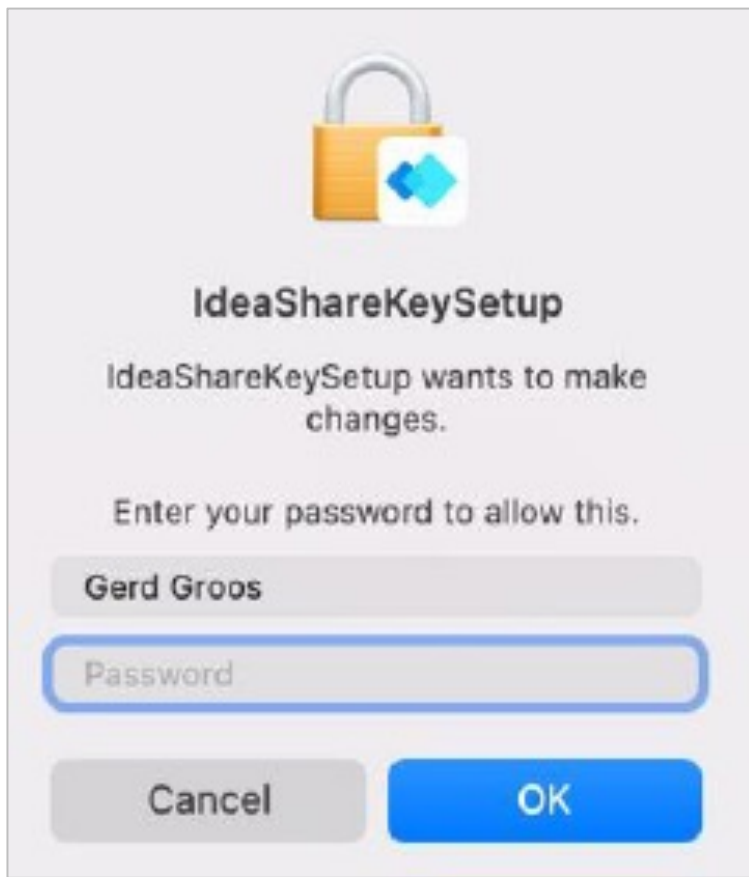 IdeaShareKeySetup
IdeaShareKeySetup wants to make
changes.
Enter your password to allow this.
Gerd Groos
Password
Cancel
OK